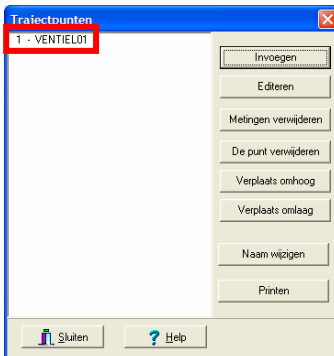 Trajectpunten
1 - VENTIEL01
Invoegen
Editeren
Metingen verwijderen
De punt verwijderen
Verplaats omhoog
Verplaats omlaag
Naam wijzigen
Printen
Sluiten
? Help